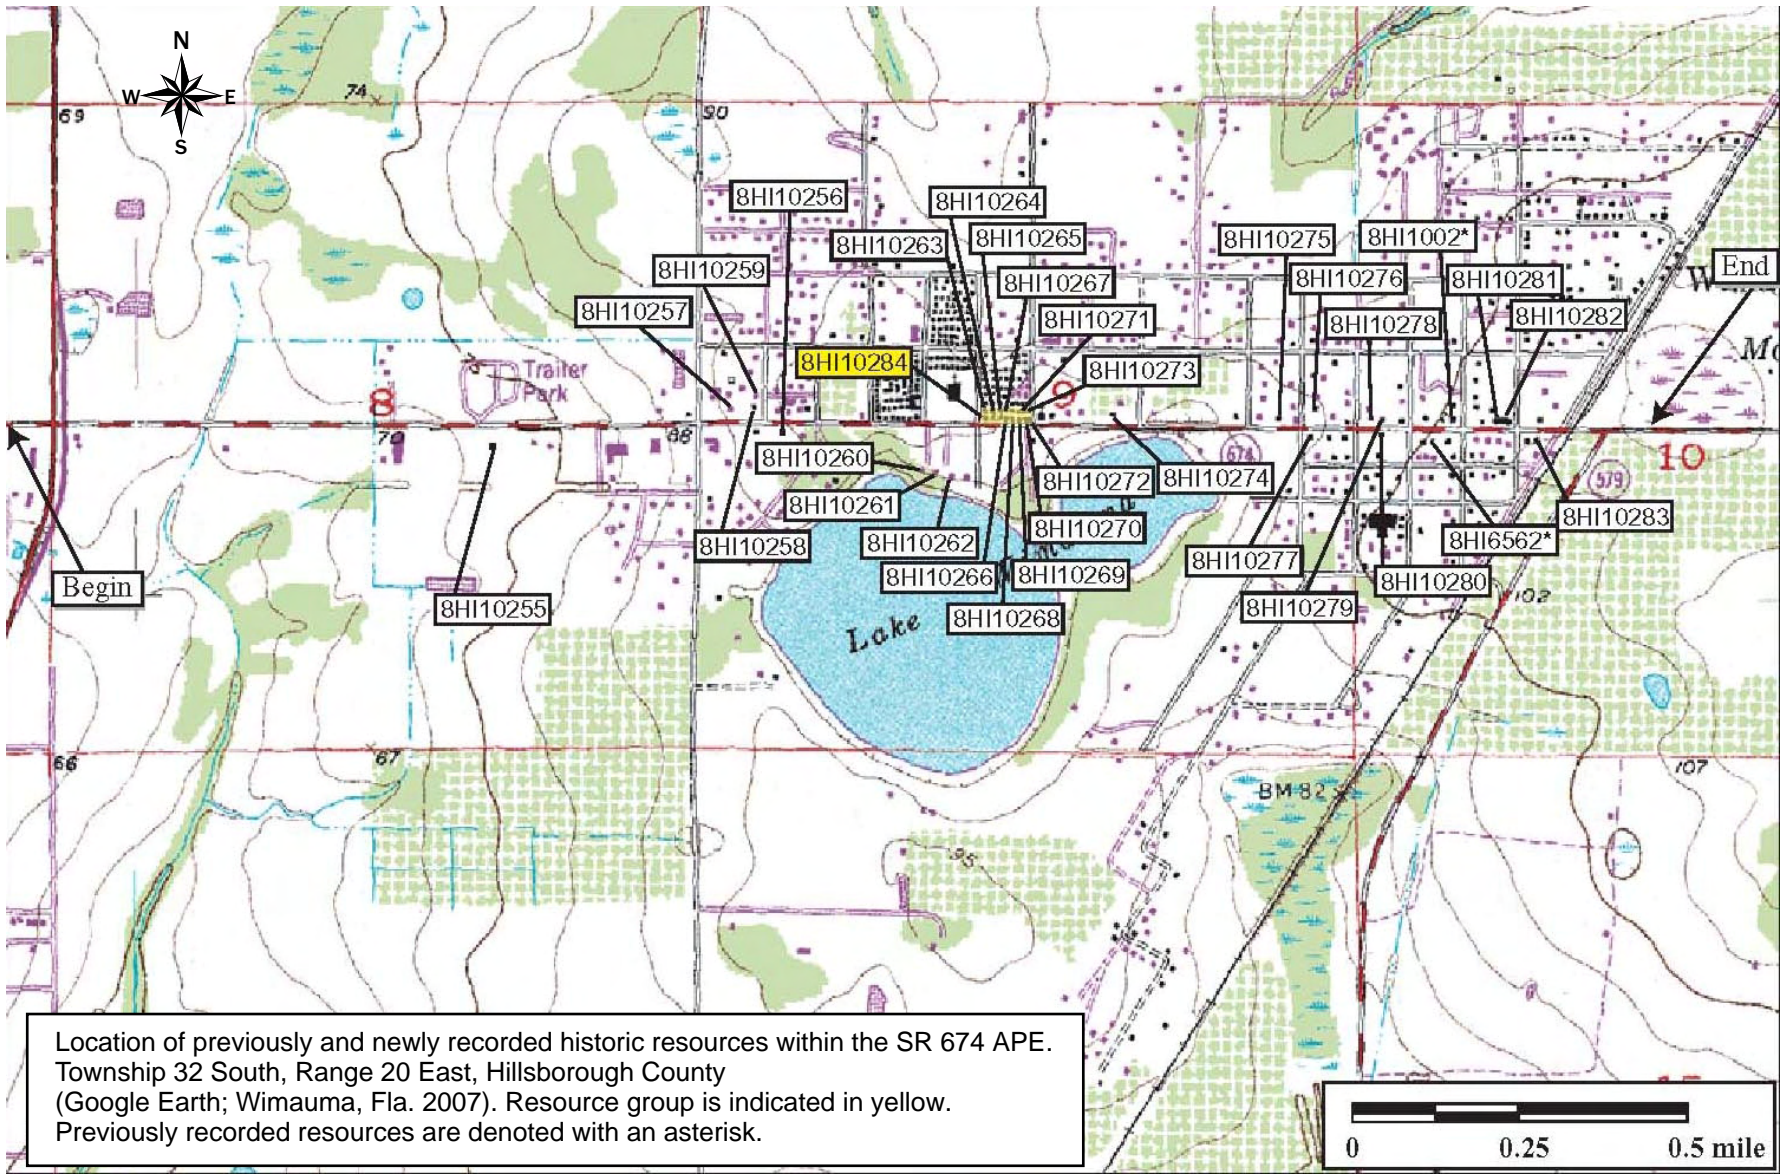 N
W E
S
69
74
90
8HI10256
8HI10264
8HI10263
8HI10265
8HI10275
8HI1002*
8HI10259
8HI10267
8HI10276
8HI10281
End
8HI10257
8HI10271
8HI10278
8HI10282
8HI10284
8HI10273
Mo
Trailer
Park
8
9
70
88
10
674
579
8HI10260
8HI10272
8HI10274
8HI10261
8HI10270
8HI10283
8HI10258
8HI10262
8HI6562*
8HI10277
8HI10266
8HI10269
8HI10280
Begin
8HI10255
8HI10268
8HI10279
102
Lake
66
67
107
BM 82
95
Location of previously and newly recorded historic resources within the SR 674 APE.
Township 32 South, Range 20 East, Hillsborough County
(Google Earth; Wimauma, Fla. 2007). Resource group is indicated in yellow.
Previously recorded resources are denoted with an asterisk.
0 0.25 0.5 mile